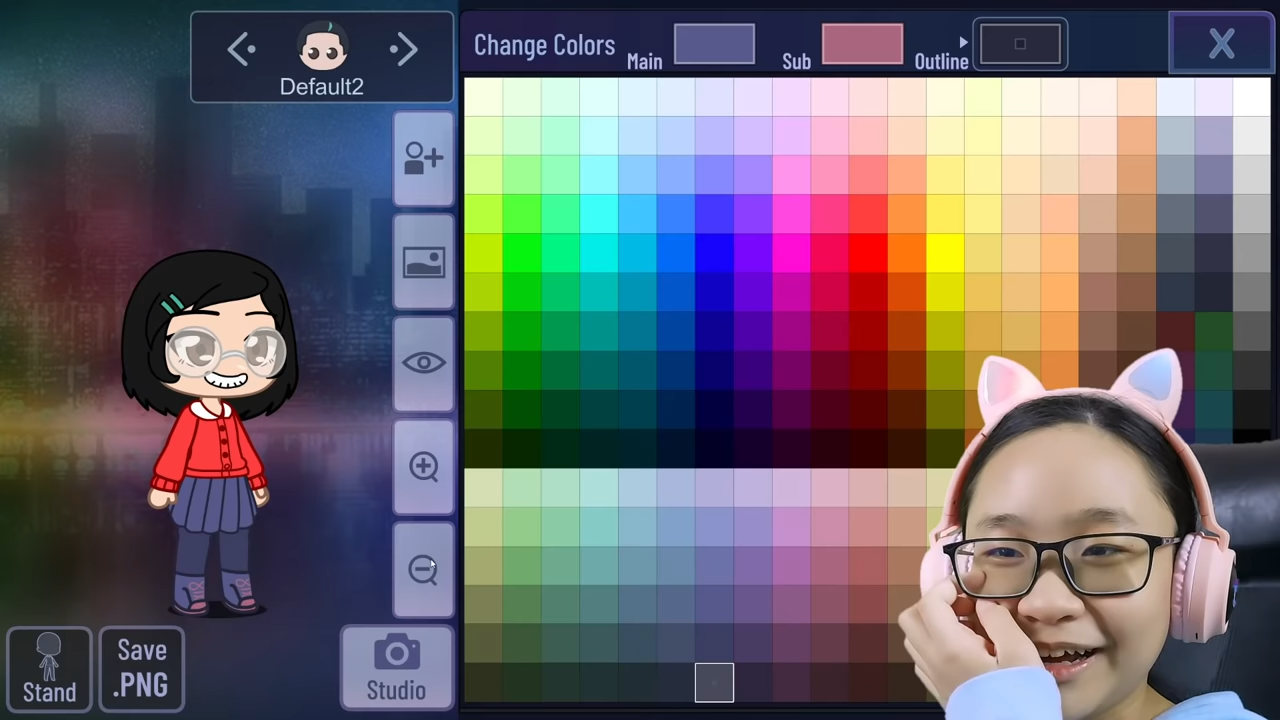 Default2
Change Colors
Main
Sub
Outline
X
Stand
Save
.PNG
Studio